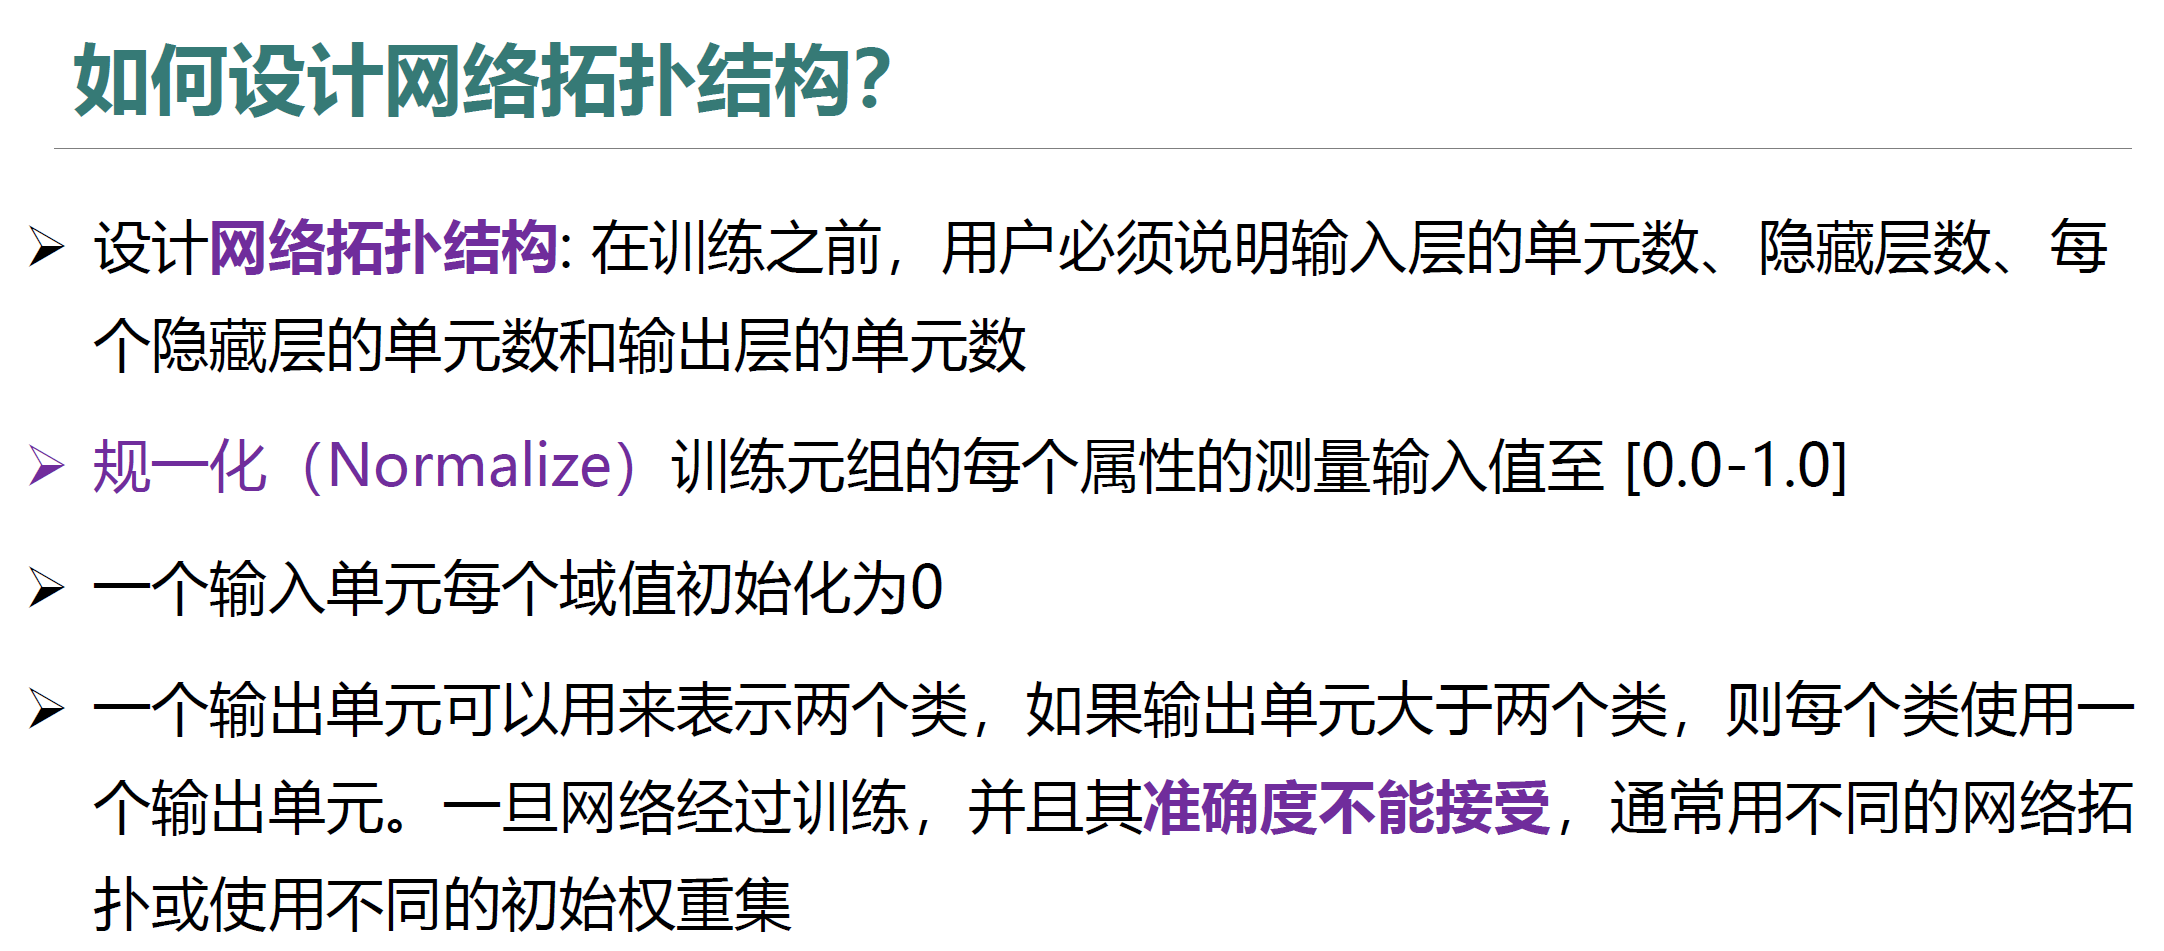 如何设计网络拓扑结构?
➢ 设计网络拓扑结构: 在训练之前，用户必须说明输入层的单元数、隐藏层数、每
个隐藏层的单元数和输出层的单元数
➢ 规一化（Normalize）训练元组的每个属性的测量输入值至 [0.0-1.0]
➢ 一个输入单元每个域值初始化为0
➢ 一个输出单元可以用来表示两个类，如果输出单元大于两个类，则每个类使用一
个输出单元。一旦网络经过训练，并且其准确度不能接受，通常用不同的网络拓
扑或使用不同的初始权重集